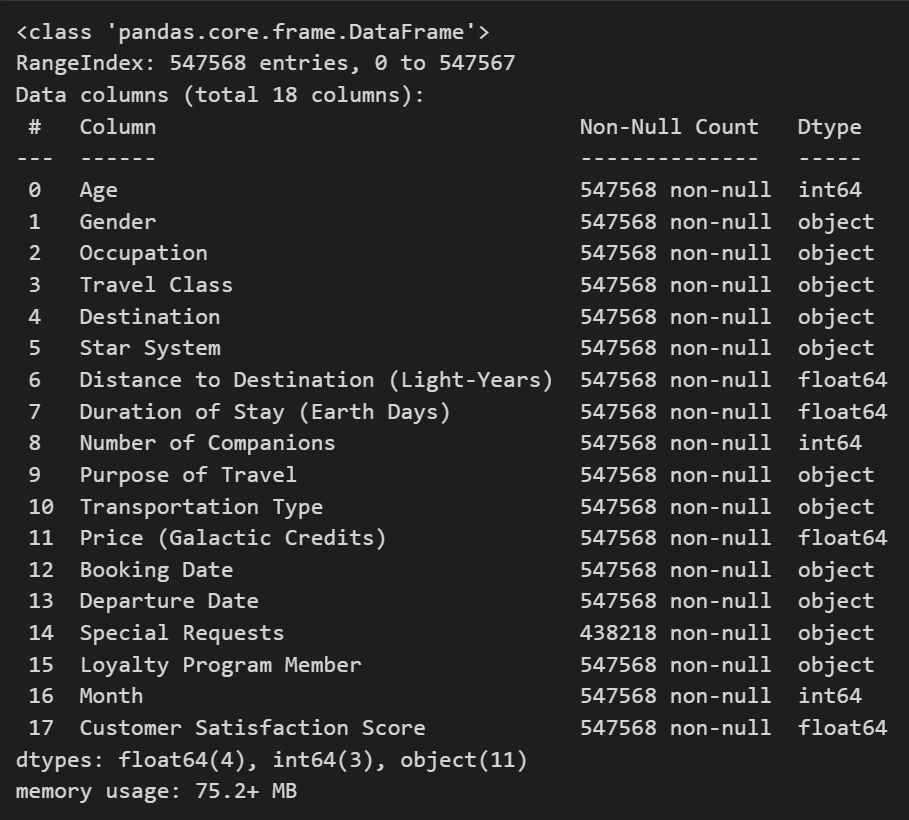 <class 'pandas.core.frame.DataFrame'>
RangeIndex: 547568 entries, 0 to 547567
Data columns (total 18 columns):
 #   Column                                 Non-Null Count   Dtype
---  ------                                 --------------   -----
 0   Age                                    547568 non-null  int64
 1   Gender                                 547568 non-null  object
 2   Occupation                             547568 non-null  object
 3   Travel Class                           547568 non-null  object
 4   Destination                            547568 non-null  object
 5   Star System                            547568 non-null  object
 6   Distance to Destination (Light-Years)  547568 non-null  float64
 7   Duration of Stay (Earth Days)          547568 non-null  float64
 8   Number of Companions                   547568 non-null  int64
 9   Purpose of Travel                      547568 non-null  object
 10  Transportation Type                    547568 non-null  object
 11  Price (Galactic Credits)               547568 non-null  float64
 12  Booking Date                           547568 non-null  object
 13  Departure Date                         547568 non-null  object
 14  Special Requests                       438218 non-null  object
 15  Loyalty Program Member                 547568 non-null  object
 16  Month                                  547568 non-null  int64
 17  Customer Satisfaction Score            547568 non-null  float64
dtypes: float64(4), int64(3), object(11)
memory usage: 75.2+ MB